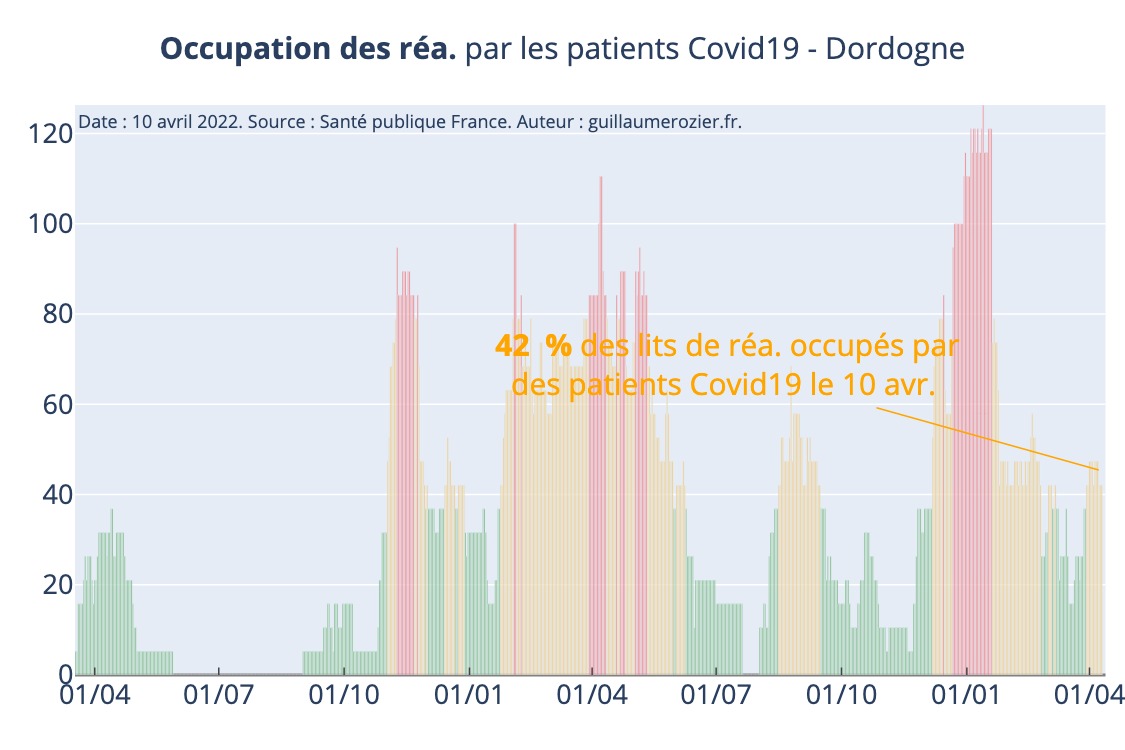 Occupation des réa. par les patients Covid19 - Dordogne
Date : 10 avril 2022. Source : Santé publique France. Auteur : guillaumerozier.fr.
120
100
80
60
40
20
0
42 % des lits de réa. occupés par
des patients Covid19 le 10 avr.
01/04 01/07 01/10 01/01 01/04 01/07 01/10 01/01 01/04